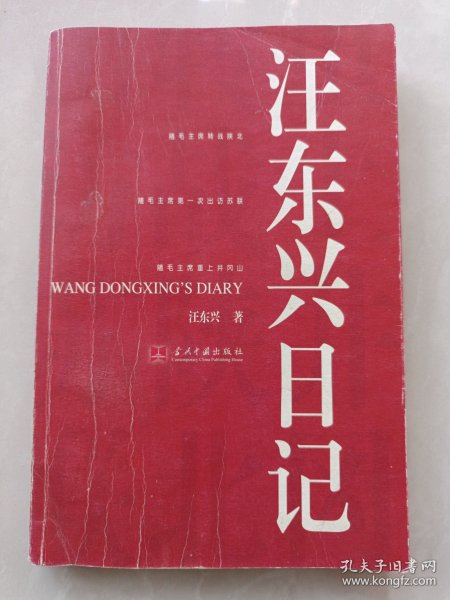 汪东兴日记
随毛主席转战陕北
随毛主席第一次出访苏联
随毛主席重上井冈山
WANG DONGXING'S DIARY
汪东兴 著
当代中国出版社
Contemporary China Publishing House
孔夫子旧书网
www.kongfz.com